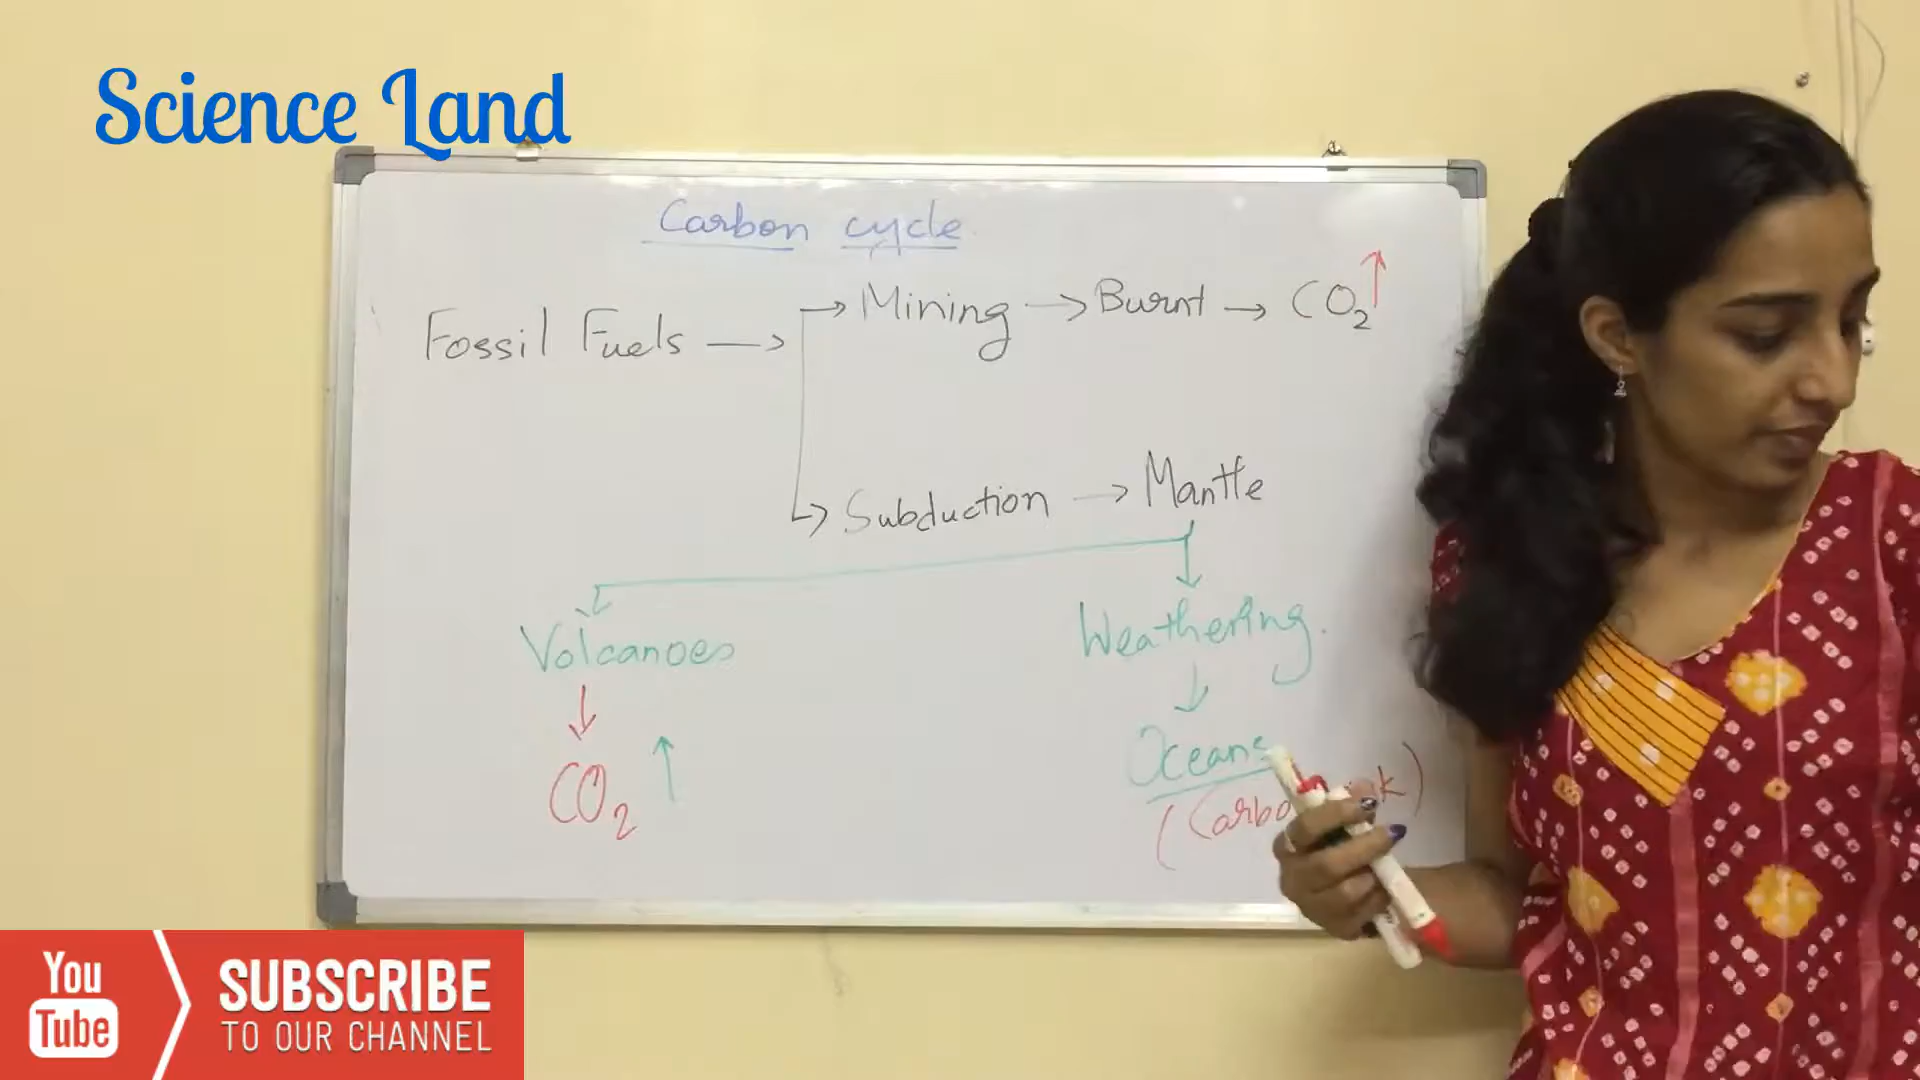 Science Land
Carbon cycle
Fossil Fuels → → Mining → Burnt → CO2 ↑
↳ Subduction → Mantle
Volcanoes
Weathering.
↓
↓
CO2 ↑
Oceans
(
k)
You
Tube
SUBSCRIBE
TO OUR CHANNEL